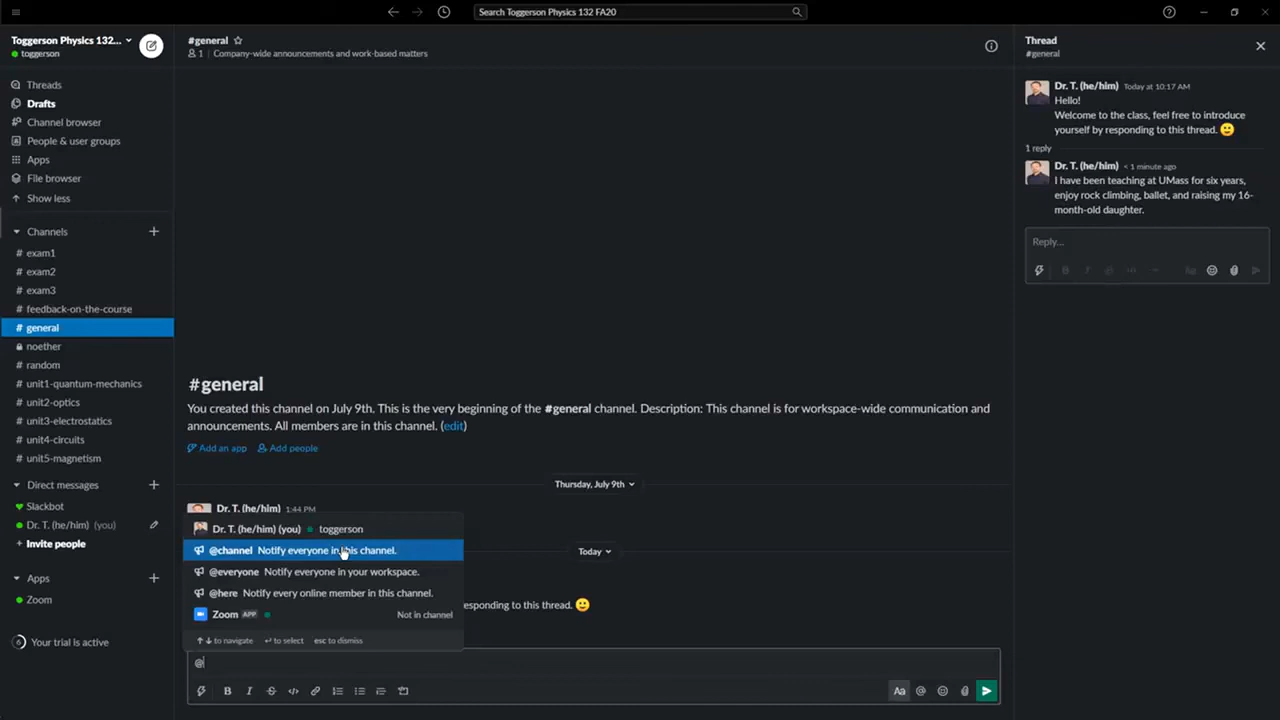 Search Toggerson Physics 132 FA20
Toggerson Physics 132...
toggerson
Threads
Drafts
Channel browser
People & user groups
Apps
File browser
Show less
Channels
# exam1
# exam2
# exam3
# feedback-on-the-course
# general
noether
# random
# unit1-quantum-mechanics
# unit2-optics
# unit3-electrostatics
# unit4-circuits
# unit5-magnetism
Direct messages
Slackbot
Dr. T. (he/him) (you)
+ Invite people
Apps
Zoom
Your trial is active
#general
1 | Company-wide announcements and work-based matters
#general
You created this channel on July 9th. This is the very beginning of the #general channel. Description: This channel is for workspace-wide communication and
announcements. All members are in this channel. (edit)
Add an app Add people
Thursday, July 9th
Dr. T. (he/him) 1:44 PM
Dr. T. (he/him) (you) toggerson
@channel Notify everyone in this channel.
Today
@everyone Notify everyone in your workspace.
@here Notify every online member in this channel.
esponding to this thread.
Zoom APP Not in channel
↑ ↓ to navigate ↵ to select esc to dismiss
@
B I S Aa @
Thread
#general
Dr. T. (he/him) Today at 10:17 AM
Hello!
Welcome to the class, feel free to introduce
yourself by responding to this thread.
1 reply
Dr. T. (he/him) < 1 minute ago
I have been teaching at UMass for six years,
enjoy rock climbing, ballet, and raising my 16-
month-old daughter.
Reply...